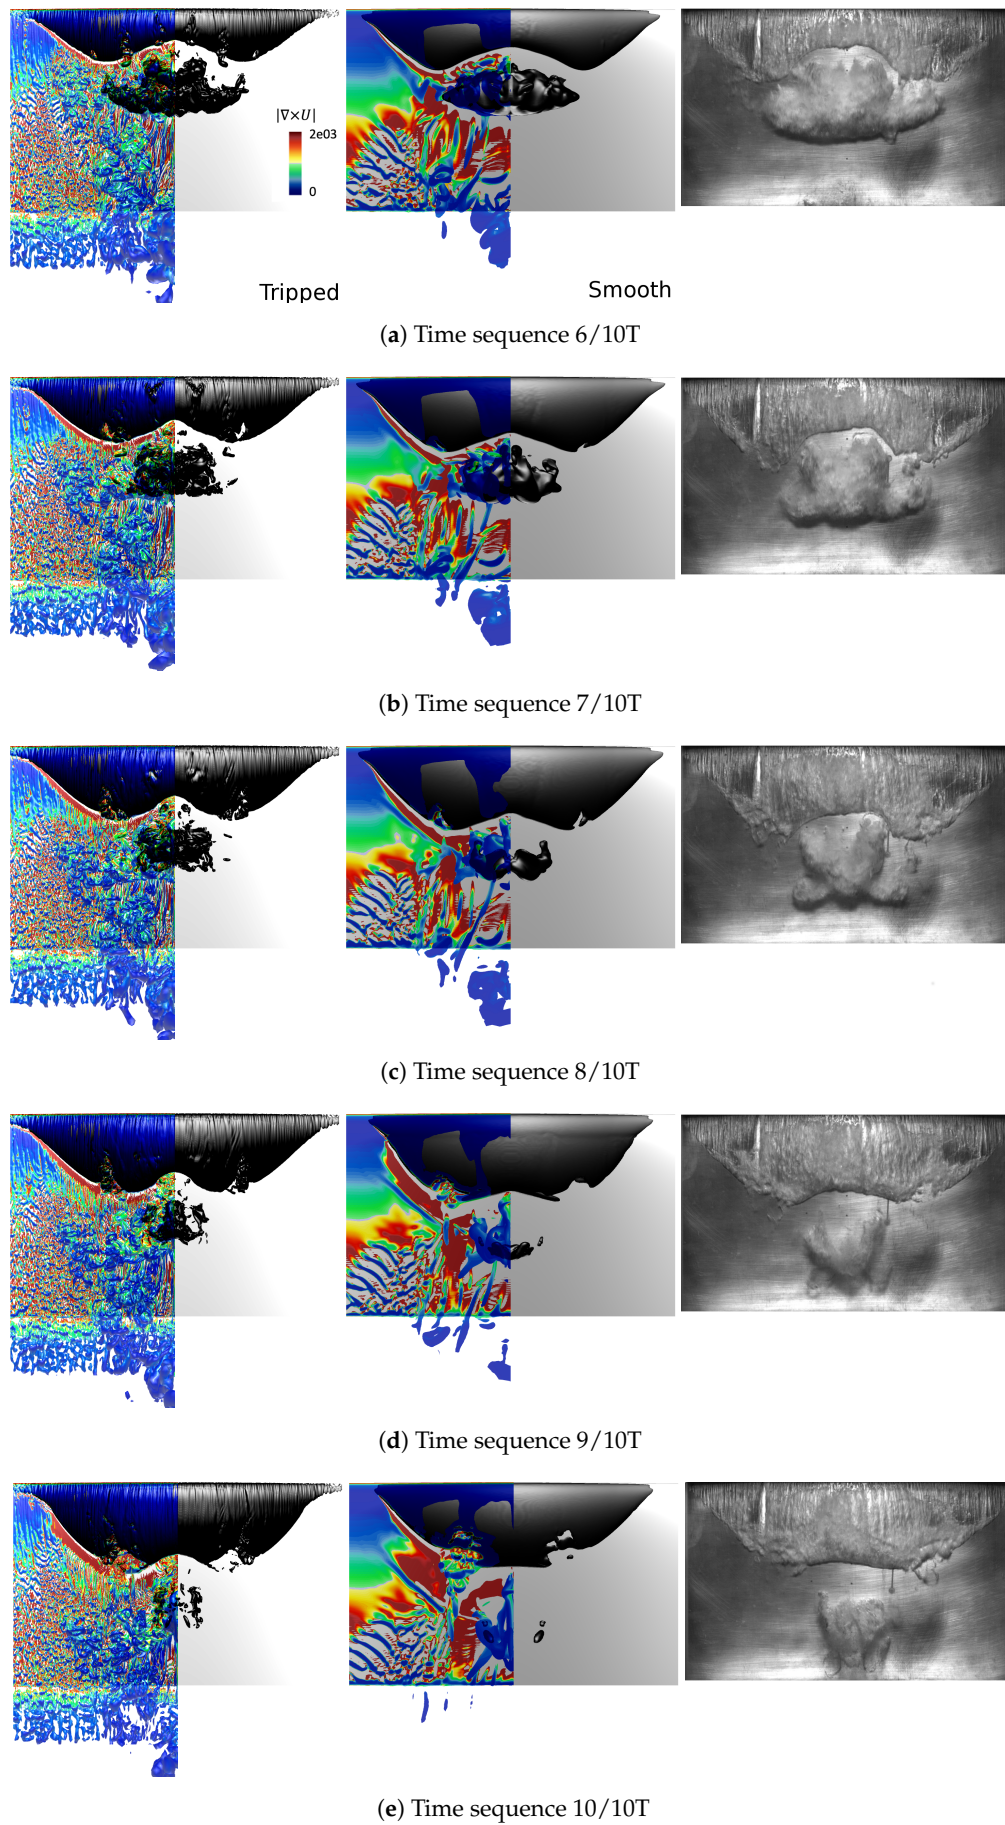 |∇×U|
2e03
0
Tripped
Smooth
(a) Time sequence 6/10T
(b) Time sequence 7/10T
(c) Time sequence 8/10T
(d) Time sequence 9/10T
(e) Time sequence 10/10T